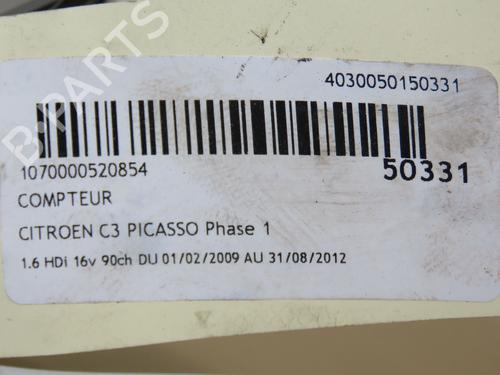 4030050150331
50331
1070000520854
COMPTEUR
CITROEN C3 PICASSO Phase 1
1.6 HDi 16v 90ch DU 01/02/2009 AU 31/08/2012
B-PARTS